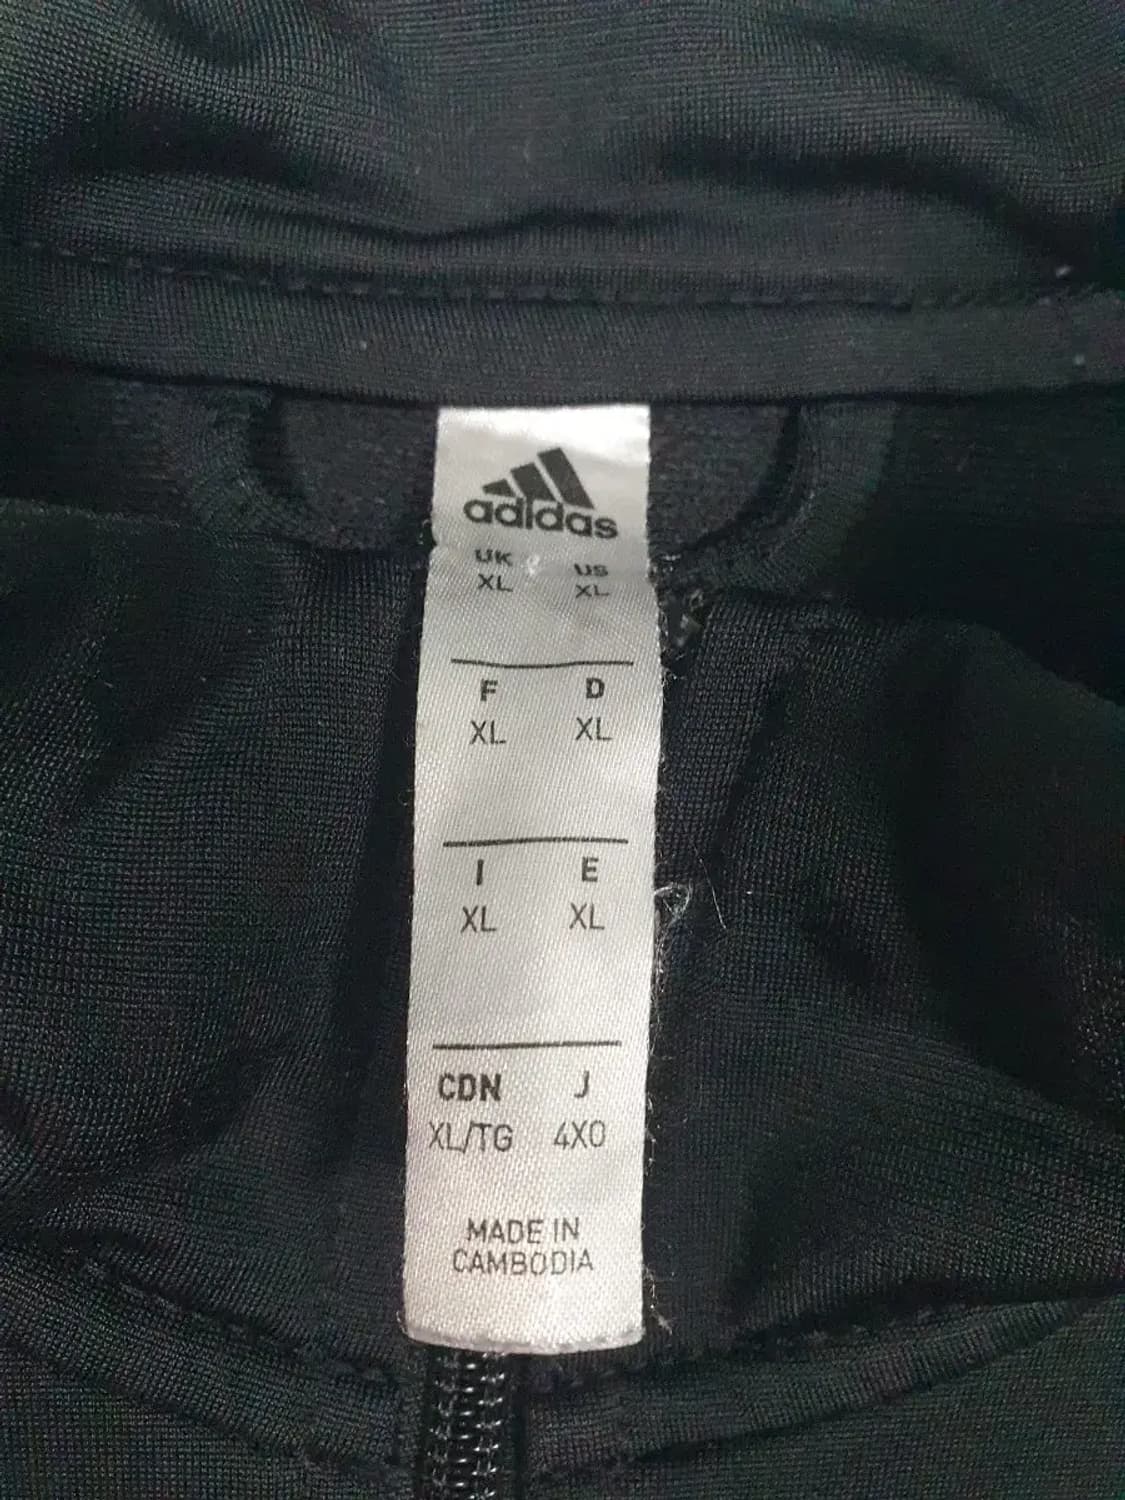 adidas
UK US
XL XL
F D
XL XL
I E
XL XL
CDN J
XL/TG 4XO
MADE IN
CAMBODIA